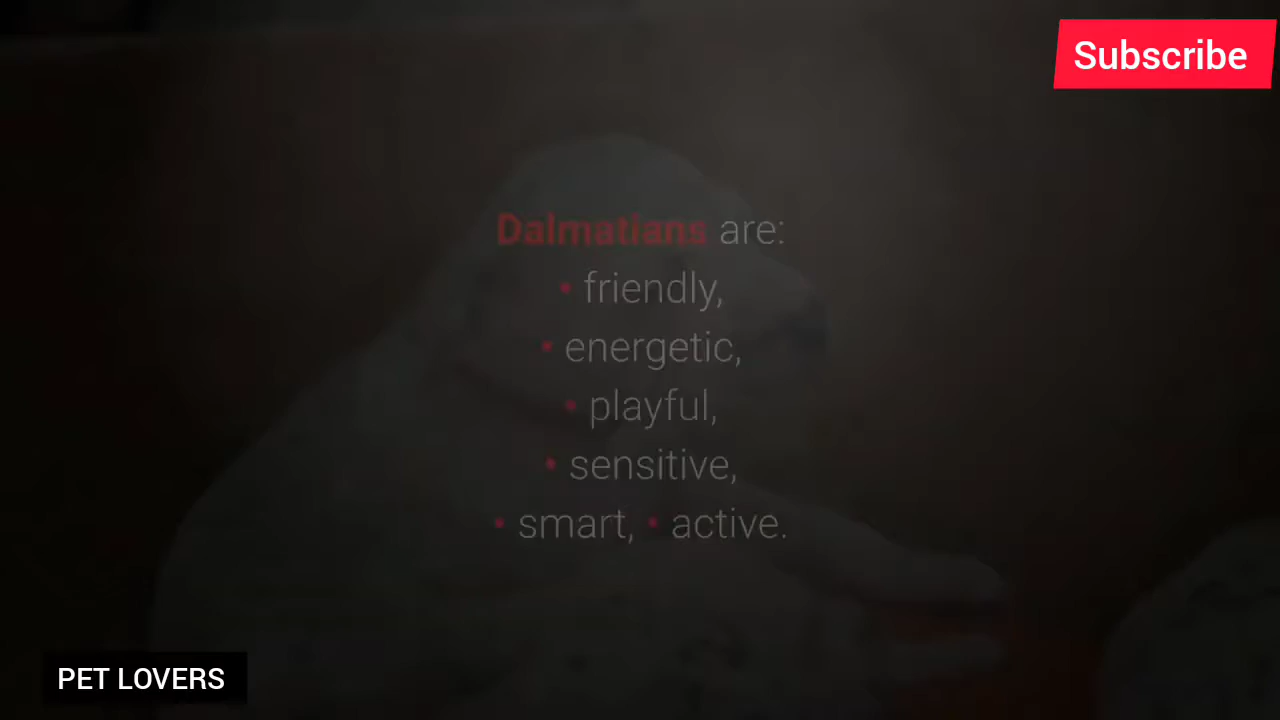 Subscribe
Dalmatians are:
• friendly,
• energetic,
• playful,
• sensitive,
• smart, • active.
PET LOVERS